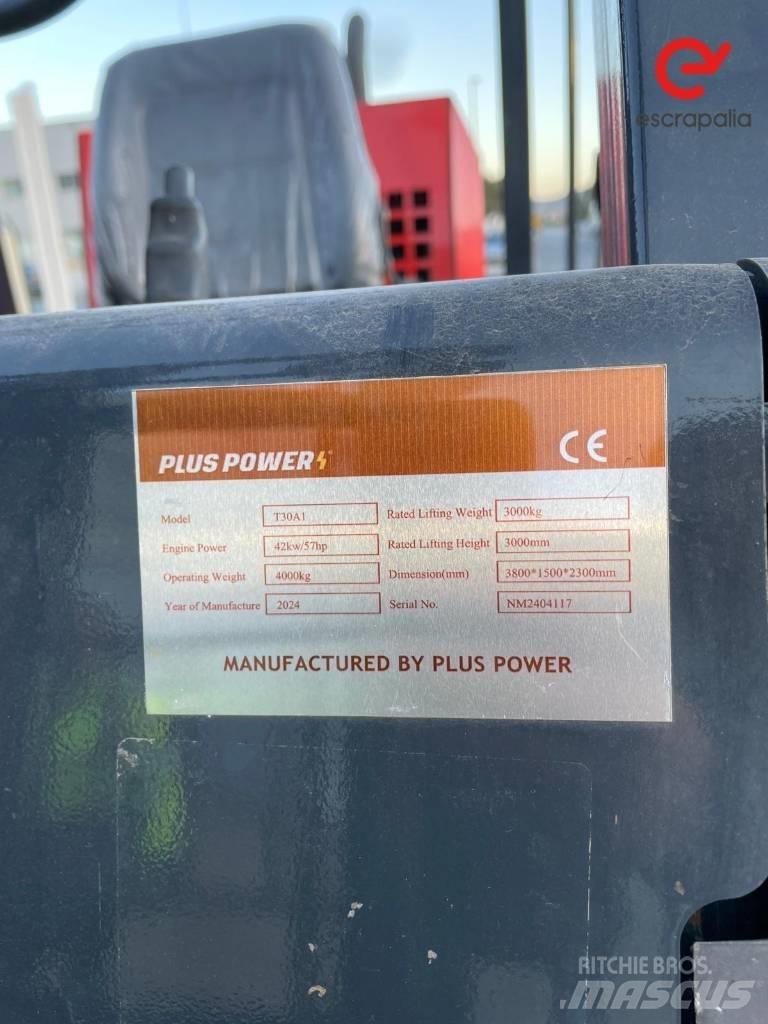 escrapalia
PLUS POWER CE
Model T30A1 Rated Lifting Weight 3000kg
Engine Power 42kw/57hp Rated Lifting Height 3000mm
Operating Weight 4000kg Dimension(mm) 3800*1500*2300mm
Year of Manufacture 2024 Serial No. NM2404117
MANUFACTURED BY PLUS POWER
RITCHIE BROS.
MASCUS